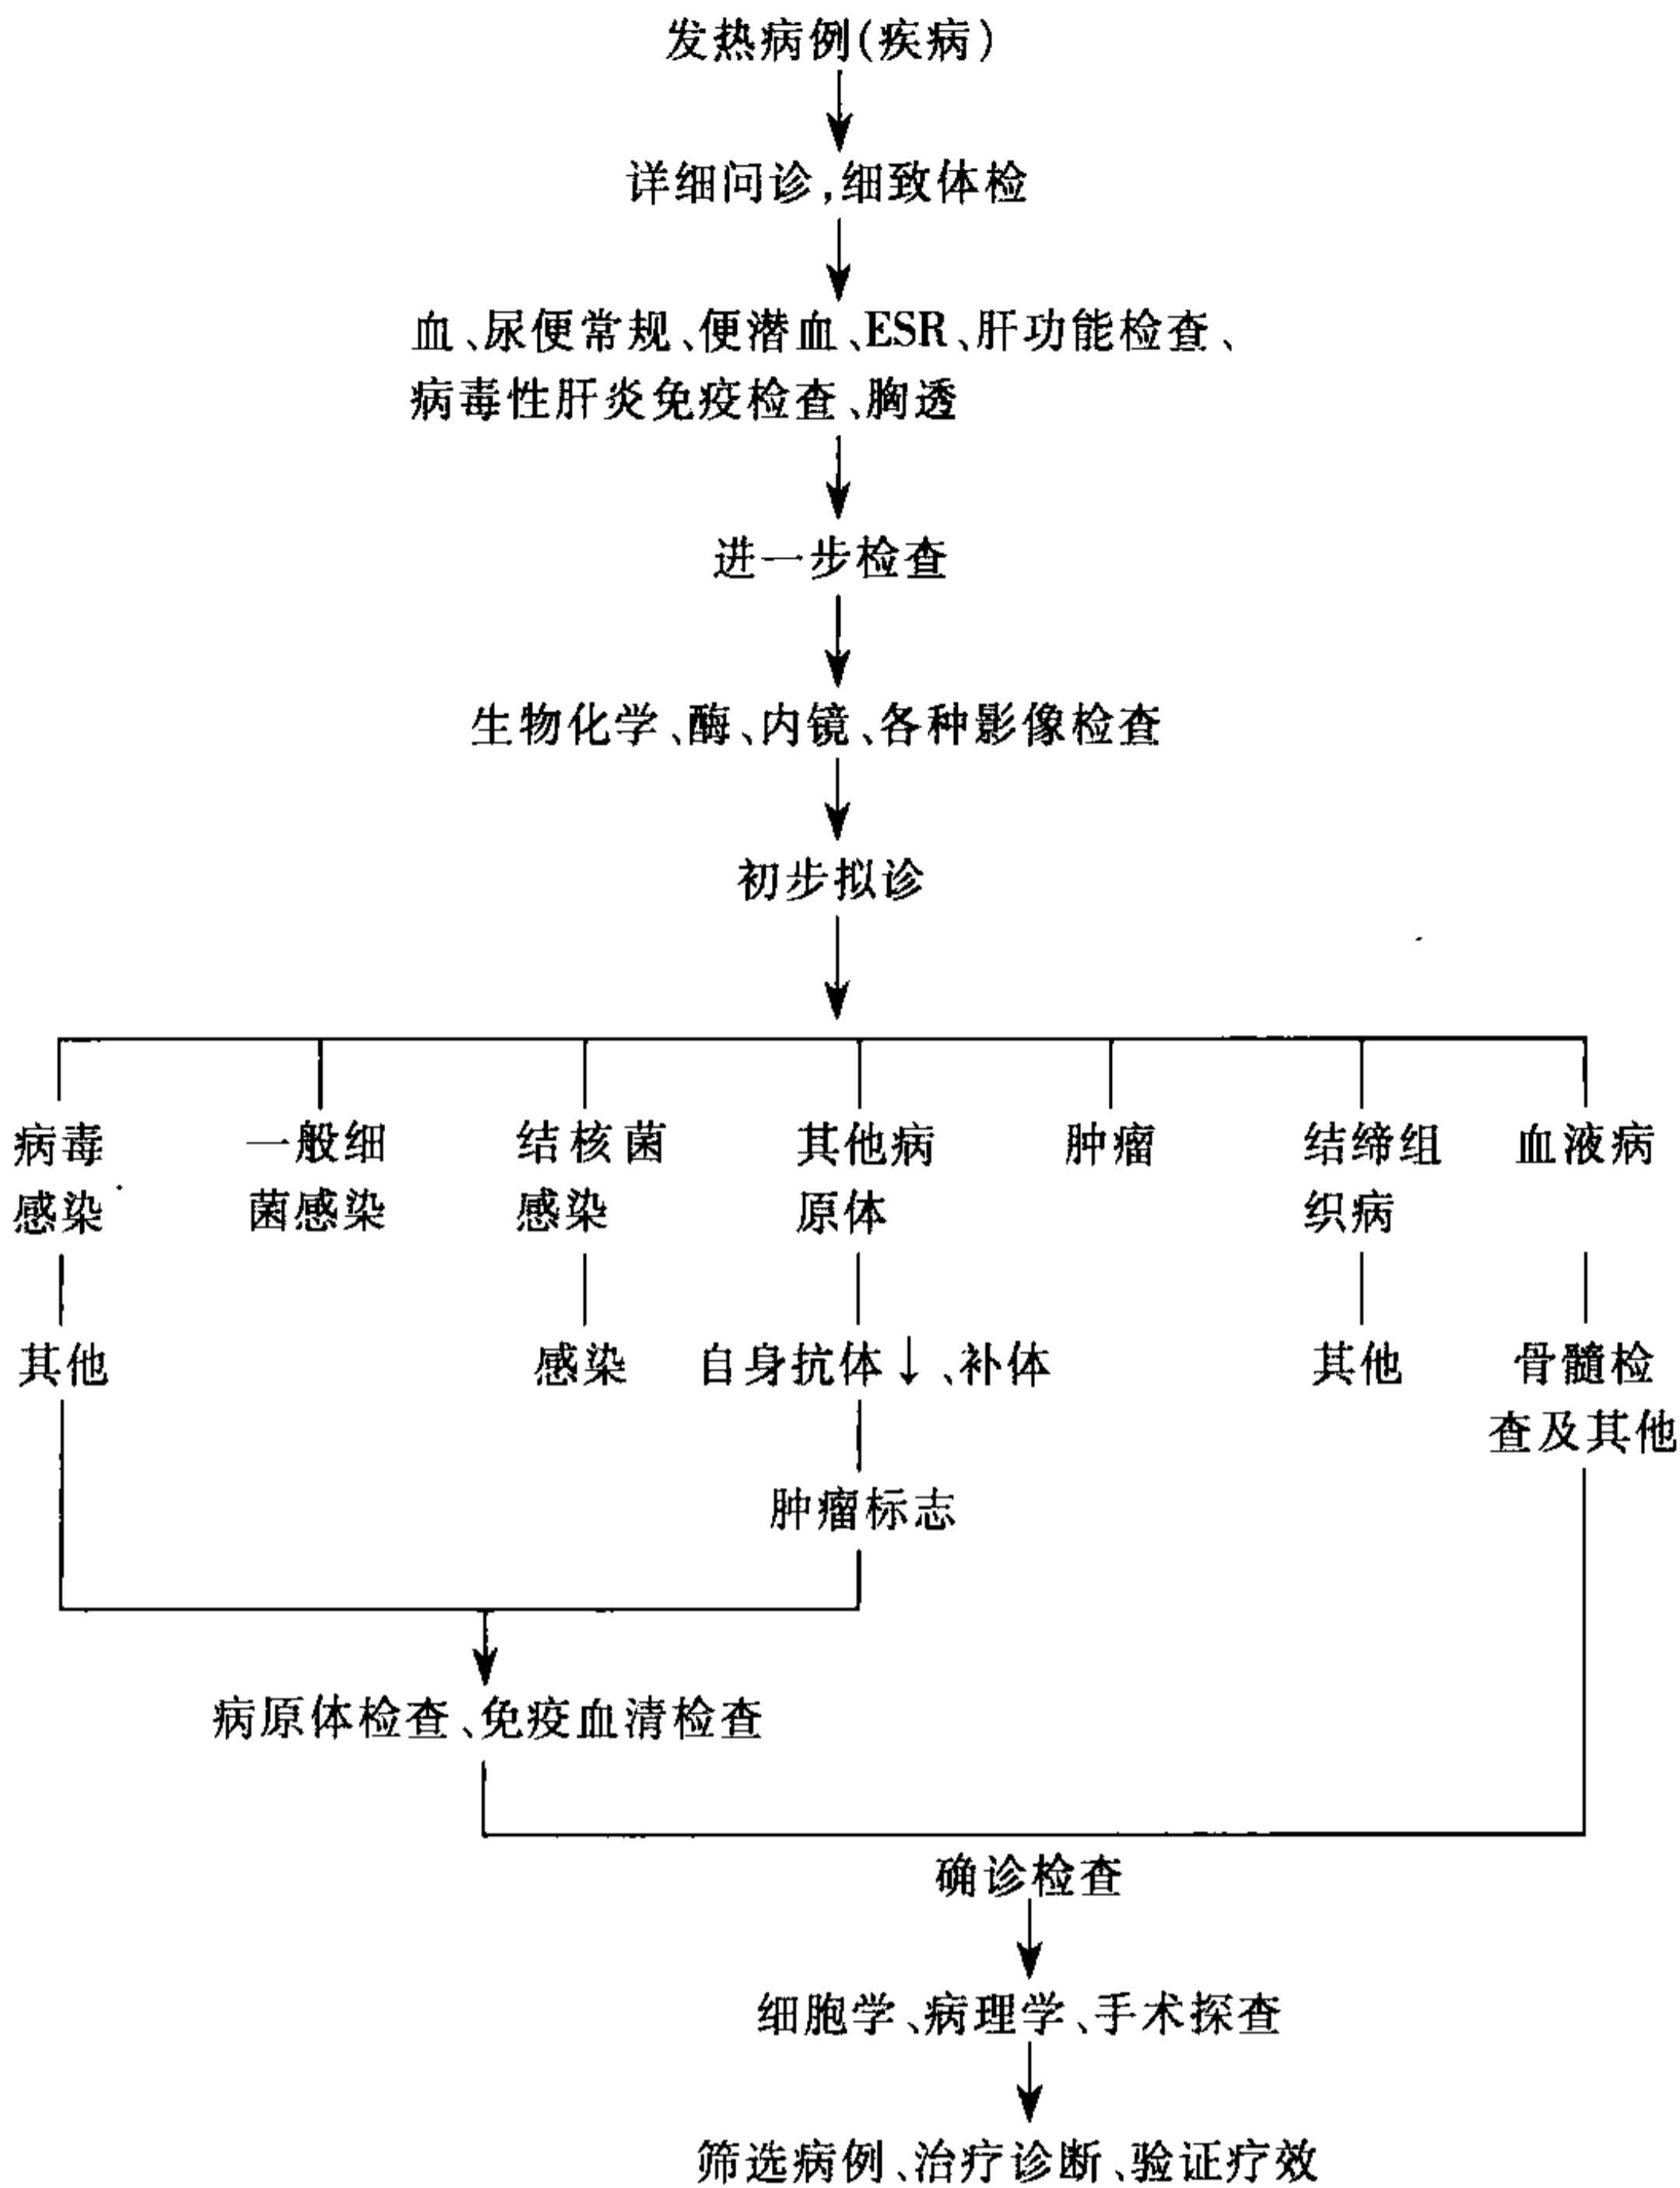 发热病例(疾病)
详细问诊,细致体检
血、尿便常规、便潜血、ESR、肝功能检查、
病毒性肝炎免疫检查、胸透
进一步检查
生物化学、酶、内镜、各种影像检查
初步拟诊
病毒
感染
一般细
菌感染
结核菌
感染
其他病
原体
肿瘤
结缔组
织病
血液病
其他
感染
自身抗体↓、补体
其他
骨髓检
查及其他
肿瘤标志
病原体检查、免疫血清检查
确诊检查
细胞学、病理学、手术探查
筛选病例、治疗诊断、验证疗效